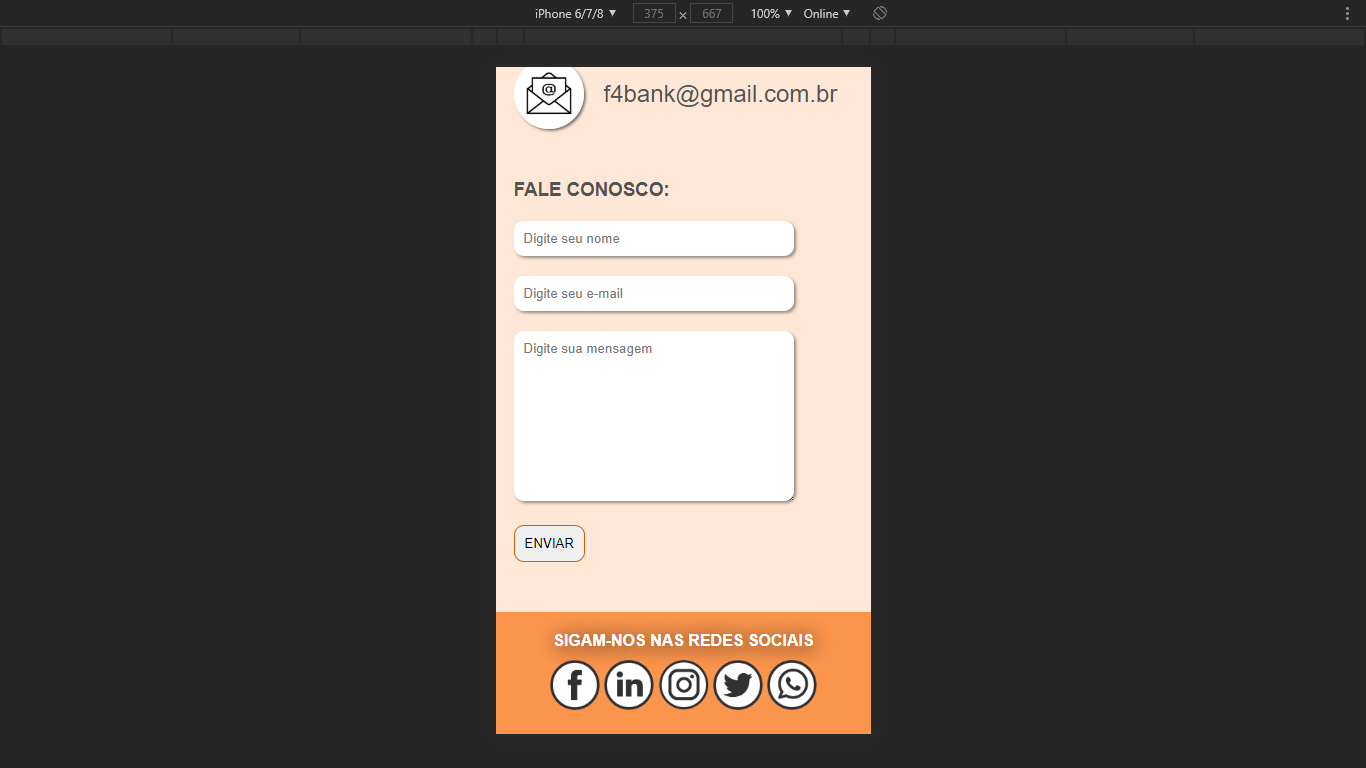 iPhone 6/7/8 ▼ 375 × 667 100% ▼ Online ▼
@ f4bank@gmail.com.br
FALE CONOSCO:
Digite seu nome
Digite seu e-mail
Digite sua mensagem
ENVIAR
SIGAM-NOS NAS REDES SOCIAIS
f in